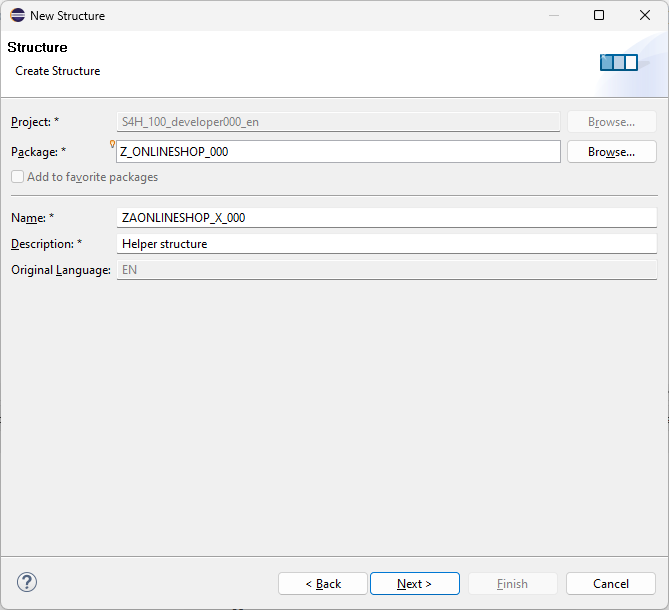 New Structure
Structure
Create Structure
Project: * S4H_100_developer000_en Browse...
Package: * Z_ONLINESHOP_000 Browse...
Add to favorite packages
Name: * ZAONLINESHOP_X_000
Description: * Helper structure
Original Language: EN
? < Back Next > Finish Cancel